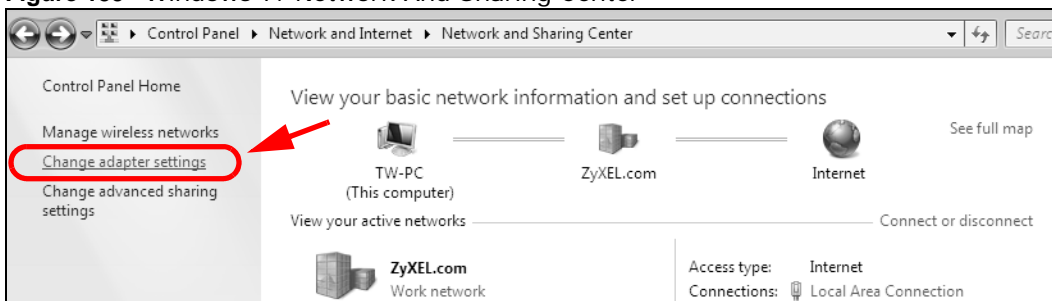 Control Panel ▸ Network and Internet ▸ Network and Sharing Center
Control Panel Home
Manage wireless networks
Change adapter settings
Change advanced sharing
settings
View your basic network information and set up connections
See full map
TW-PC
(This computer)
ZyXEL.com
Internet
View your active networks
Connect or disconnect
ZyXEL.com
Work network
Access type: Internet
Connections: Local Area Connection